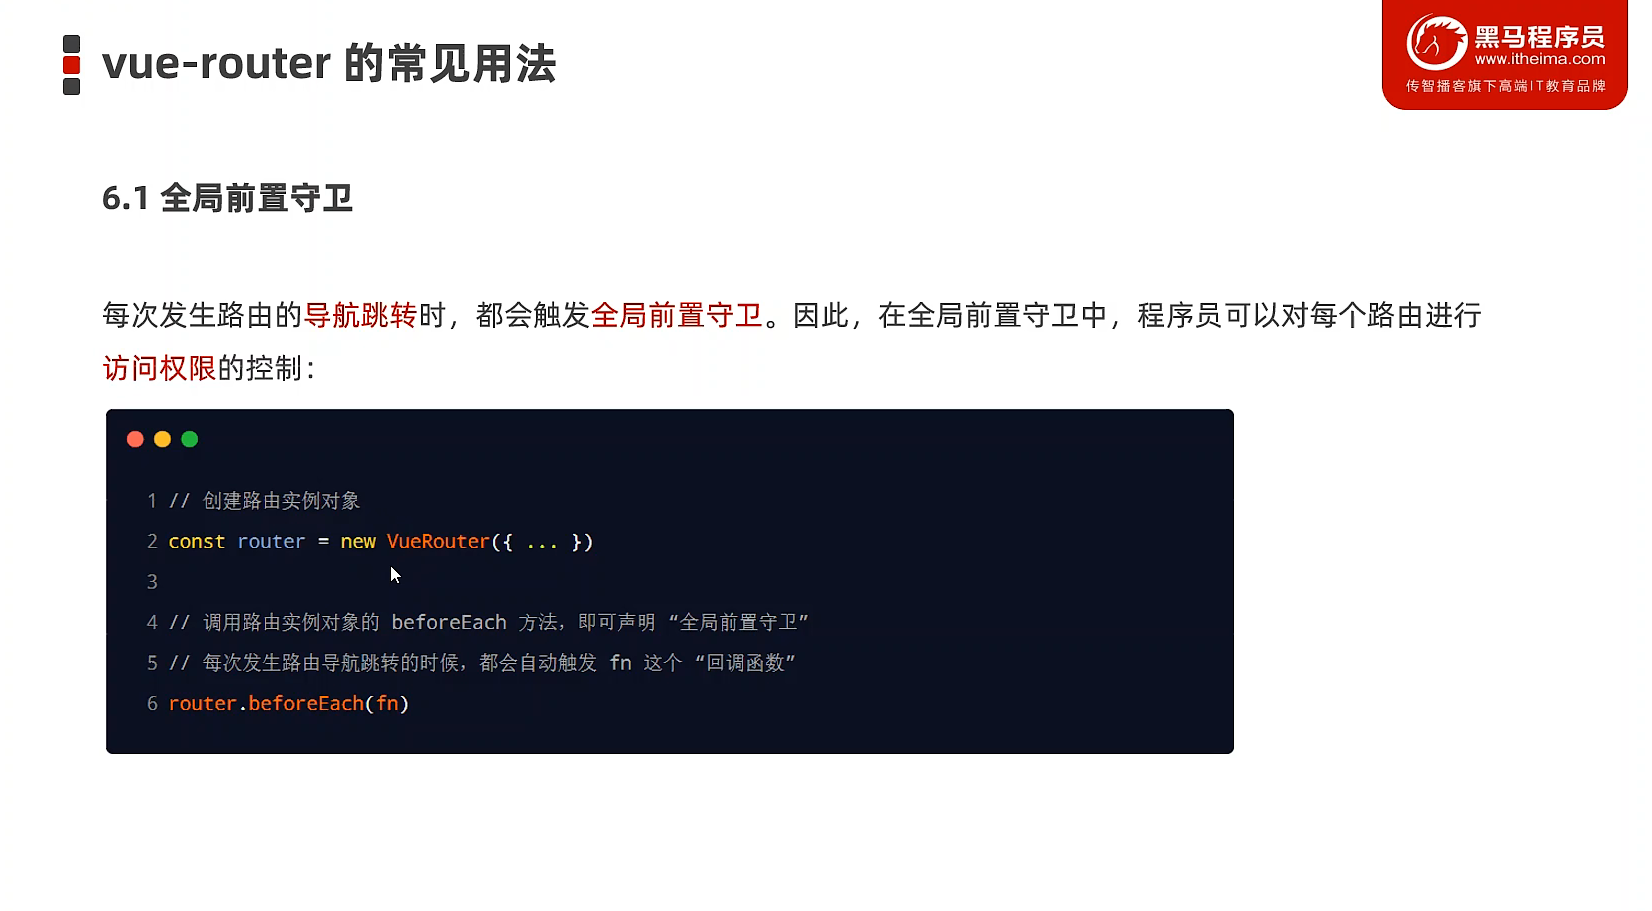 vue-router 的常见用法
黑马程序员
www.itheima.com
传智播客旗下高端IT教育品牌
6.1 全局前置守卫
每次发生路由的导航跳转时，都会触发全局前置守卫。因此，在全局前置守卫中，程序员可以对每个路由进行
访问权限的控制：
1 // 创建路由实例对象
2 const router = new VueRouter({ ... })
3
4 // 调用路由实例对象的 beforeEach 方法，即可声明 “全局前置守卫”
5 // 每次发生路由导航跳转的时候，都会自动触发 fn 这个 “回调函数”
6 router.beforeEach(fn)